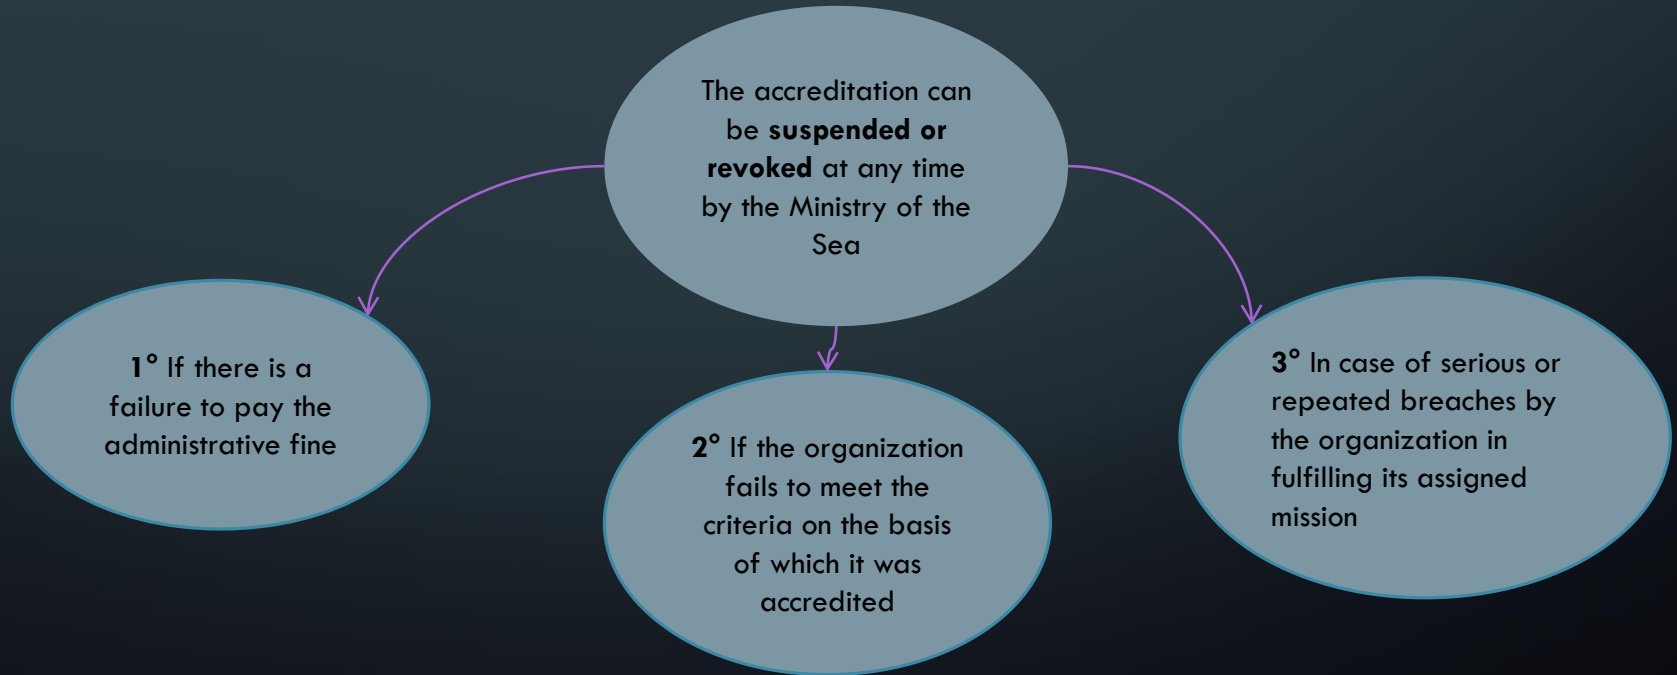 The accreditation can
be suspended or
revoked at any time
by the Ministry of the
Sea
1° If there is a
failure to pay the
administrative fine
2° If the organization
fails to meet the
criteria on the basis
of which it was
accredited
3° In case of serious or
repeated breaches by
the organization in
fulfilling its assigned
mission